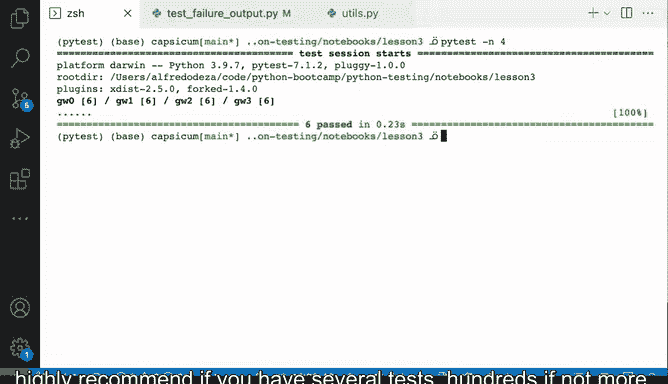 zsh
test_failure_output.py M
utils.py
(pytest) (base) capsicum[main*] ..on-testing/notebooks/lesson3 pytest -n 4
test session starts
platform darwin -- Python 3.9.7, pytest-7.1.2, pluggy-1.0.0
rootdir: /Users/alfredodeza/code/python-bootcamp/python-testing/notebooks/lesson3
plugins: xdist-2.5.0, forked-1.4.0
gw0 [6] / gw1 [6] / gw2 [6] / gw3 [6]
...... [100%]
6 passed in 0.23s
(pytest) (base) capsicum[main*] ..on-testing/notebooks/lesson3
6
1
highly recommend if you have several tests, hundreds if not more